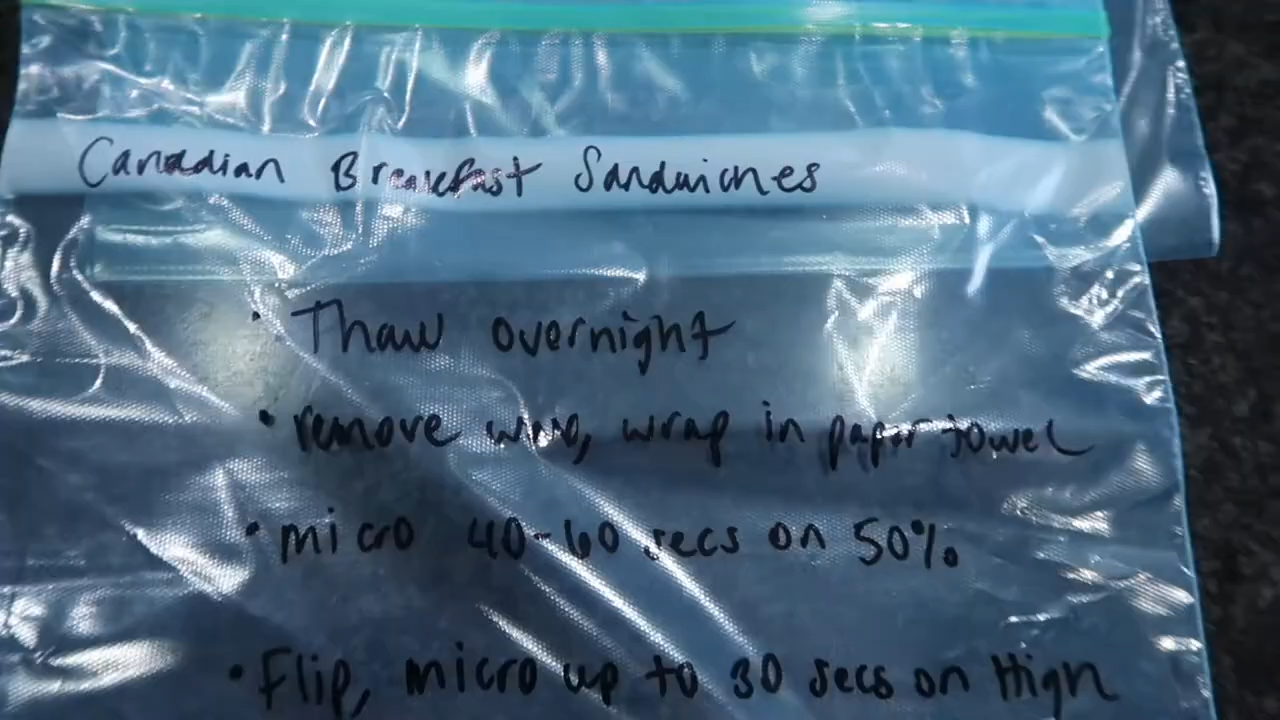 Canadian Breakfast Sandwiches
• Thaw overnight
• remove wrap, wrap in paper towel
• micro 40-60 secs on 50%
• Flip, micro up to 30 secs on High